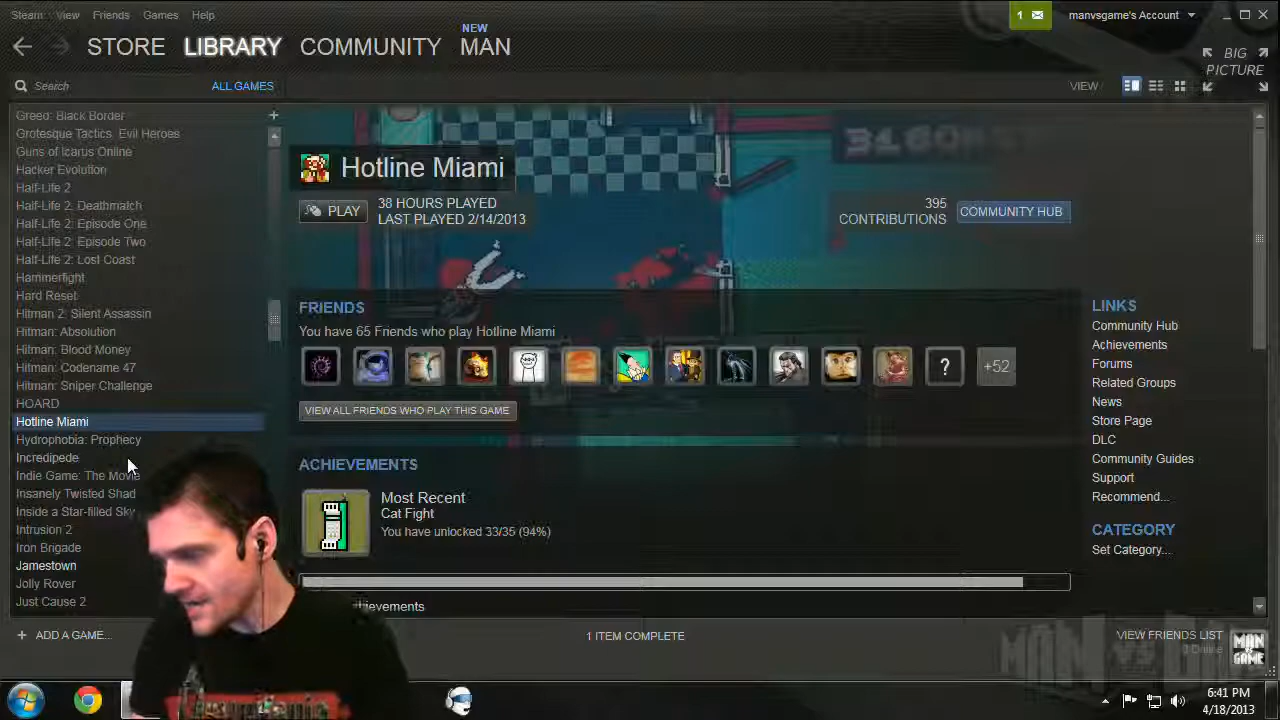 Steam View Friends Games Help
1 manvsgame's Account
STORE LIBRARY COMMUNITY NEW MAN
BIG PICTURE
Search ALL GAMES VIEW
Greed: Black Border
Grotesque Tactics: Evil Heroes
Guns of Icarus Online
Hacker Evolution
Half-Life 2
Half-Life 2: Deathmatch
Half-Life 2: Episode One
Half-Life 2: Episode Two
Half-Life 2: Lost Coast
Hammerfight
Hard Reset
Hitman 2: Silent Assassin
Hitman: Absolution
Hitman: Blood Money
Hitman: Codename 47
Hitman: Sniper Challenge
HOARD
Hotline Miami
Hydrophobia: Prophecy
Incredipede
Indie Game: The Movie
Insanely Twisted Shad
Inside a Star-filled Sky
Intrusion 2
Iron Brigade
Jamestown
Jolly Rover
Just Cause 2
+ ADD A GAME...
Hotline Miami
PLAY
38 HOURS PLAYED
LAST PLAYED 2/14/2013
395
CONTRIBUTIONS
COMMUNITY HUB
FRIENDS
You have 65 Friends who play Hotline Miami
?
+52
VIEW ALL FRIENDS WHO PLAY THIS GAME
ACHIEVEMENTS
Most Recent
Cat Fight
You have unlocked 33/35 (94%)
LINKS
Community Hub
Achievements
Forums
Related Groups
News
Store Page
DLC
Community Guides
Support
Recommend...
CATEGORY
Set Category...
1 ITEM COMPLETE
VIEW FRIENDS LIST
Online
MAN VS GAME
6:41 PM
4/18/2013